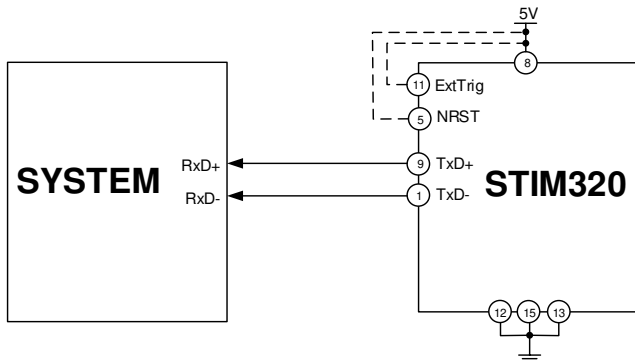 5V
8
11 ExtTrig
5 NRST
RxD+ 9 TxD+
SYSTEM STIM320
RxD- 1 TxD-
12 15 13